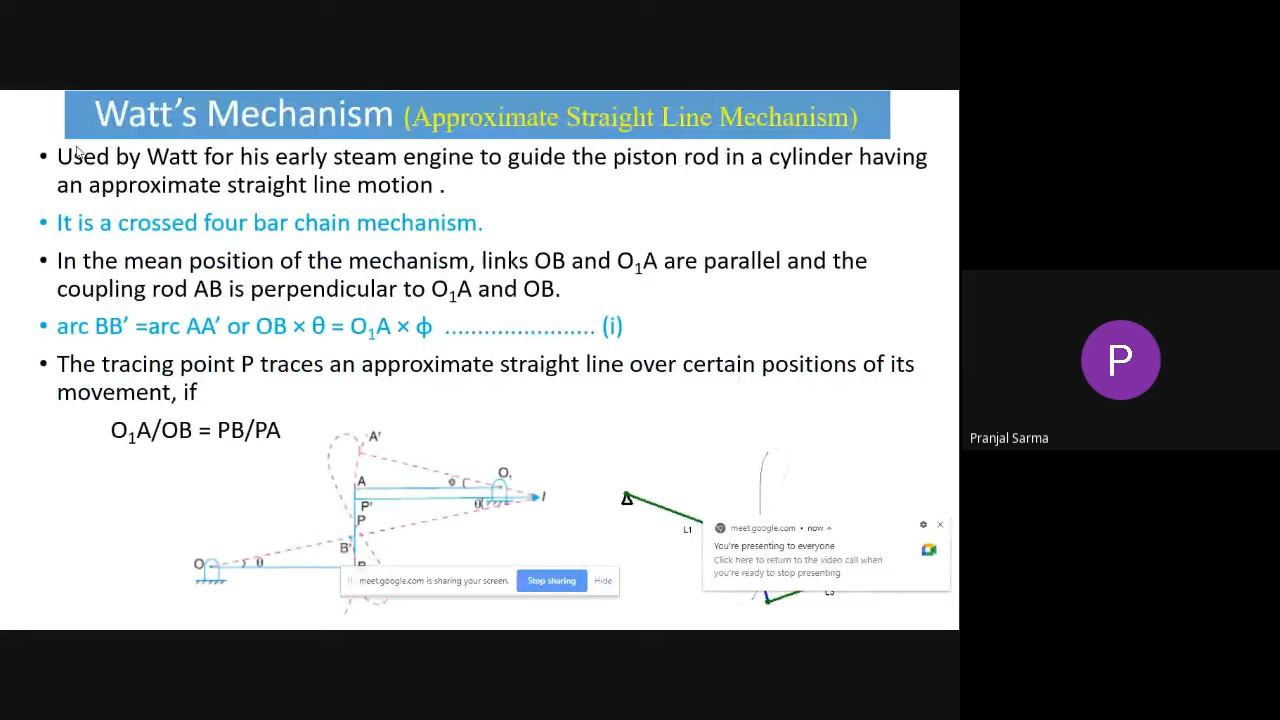 Watt's Mechanism (Approximate Straight Line Mechanism)
• Used by Watt for his early steam engine to guide the piston rod in a cylinder having
an approximate straight line motion .
• It is a crossed four bar chain mechanism.
• In the mean position of the mechanism, links OB and O₁A are parallel and the
coupling rod AB is perpendicular to O₁A and OB.
• arc BB' =arc AA' or OB × θ = O₁A × ϕ ....................... (i)
• The tracing point P traces an approximate straight line over certain positions of its
movement, if
O₁A/OB = PB/PA
A'
A
ϕ
O₁
P'
θ
I
P
B'
O
θ
L1
meet.google.com • now
You're presenting to everyone
Click here to return to the video call when
you're ready to stop presenting
meet.google.com is sharing your screen.
Stop sharing
Hide
L3
P
Pranjal Sarma